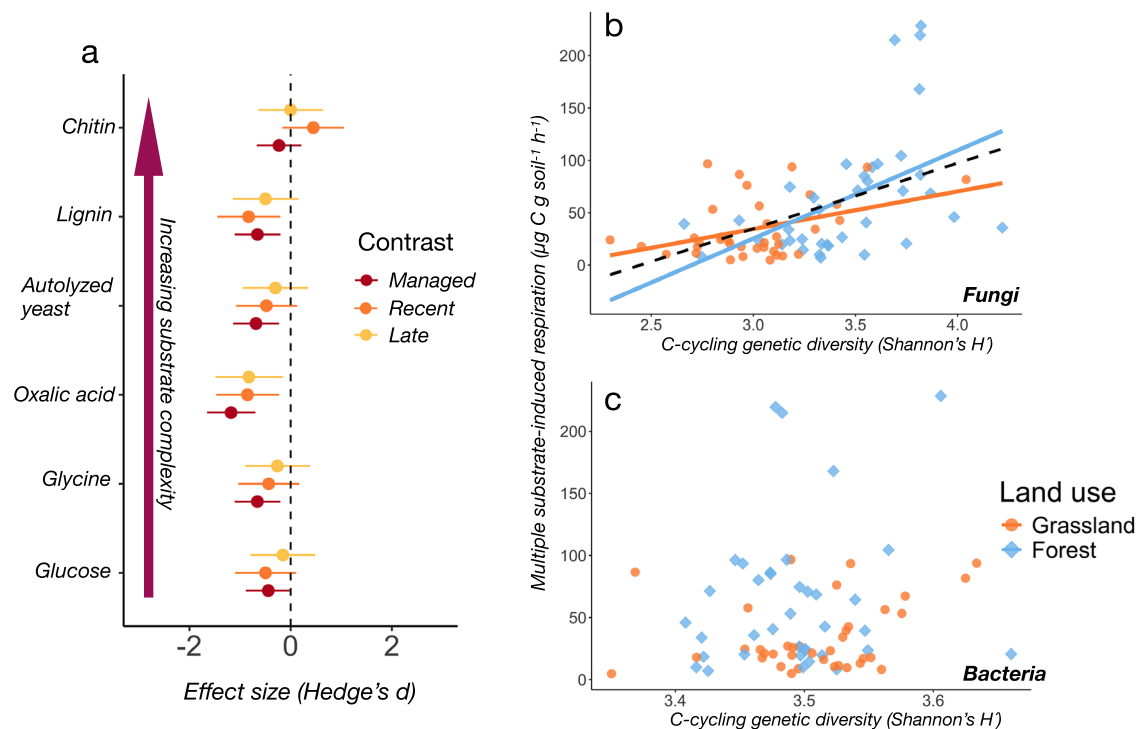 a
Chitin
Lignin
Autolyzed
yeast
Oxalic acid
Glycine
Glucose
Increasing substrate complexity
-2
0
2
Effect size (Hedge's d)
Contrast
Managed
Recent
Late
Multiple substrate-induced respiration (µg C g soil⁻¹ h⁻¹)
b
200
150
100
50
0
Fungi
2.5
3.0
3.5
4.0
C-cycling genetic diversity (Shannon's H´)
c
200
150
100
50
0
Bacteria
3.4
3.5
3.6
C-cycling genetic diversity (Shannon's H´)
Land use
Grassland
Forest